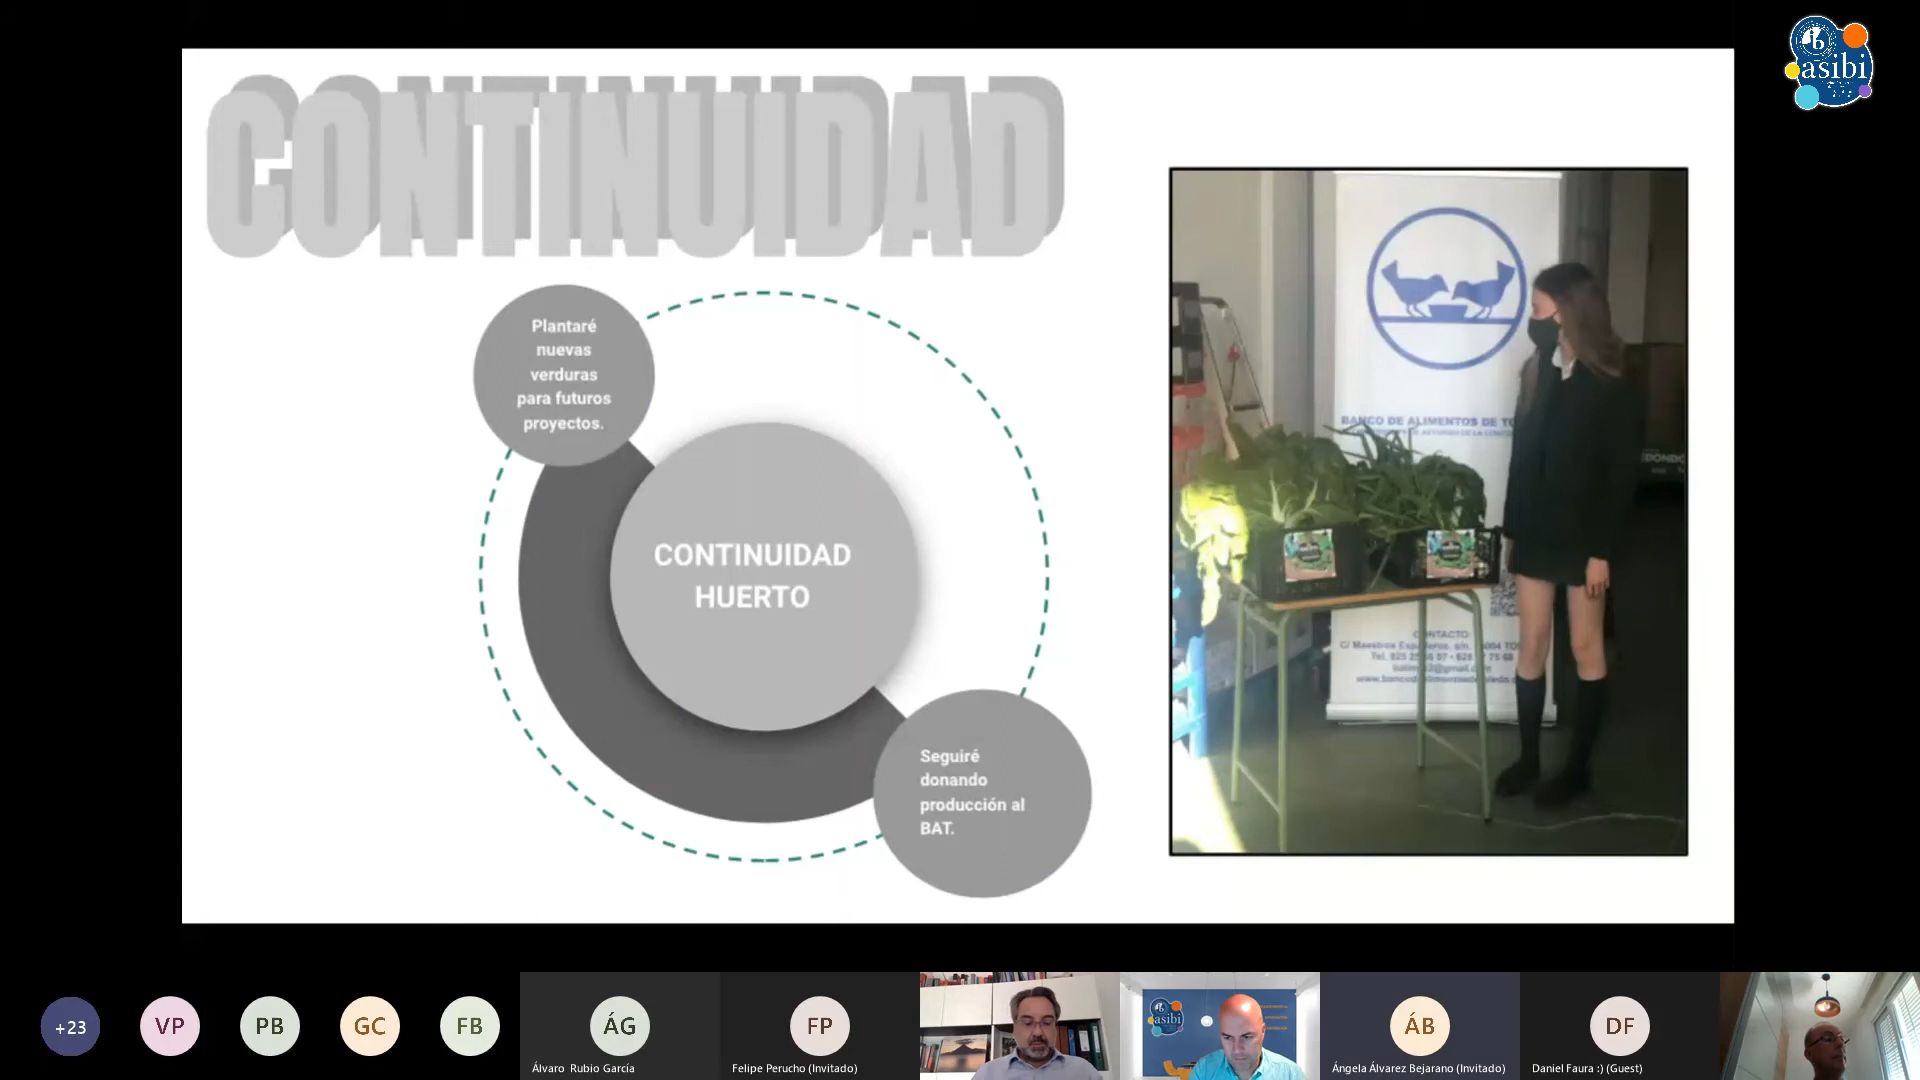 CONTINUIDAD
ib
asibi
Plantaré
nuevas
verduras
para futuros
proyectos.
CONTINUIDAD
HUERTO
Seguiré
donando
producción al
BAT.
BANCO DE ALIMENTOS DE TO
CONTACTO:
+23
VP
PB
GC
FB
ÁG
Álvaro Rubio García
FP
Felipe Perucho (Invitado)
asibi
ÁB
Ángela Álvarez Bejarano (Invitado)
DF
Daniel Faura :) (Guest)